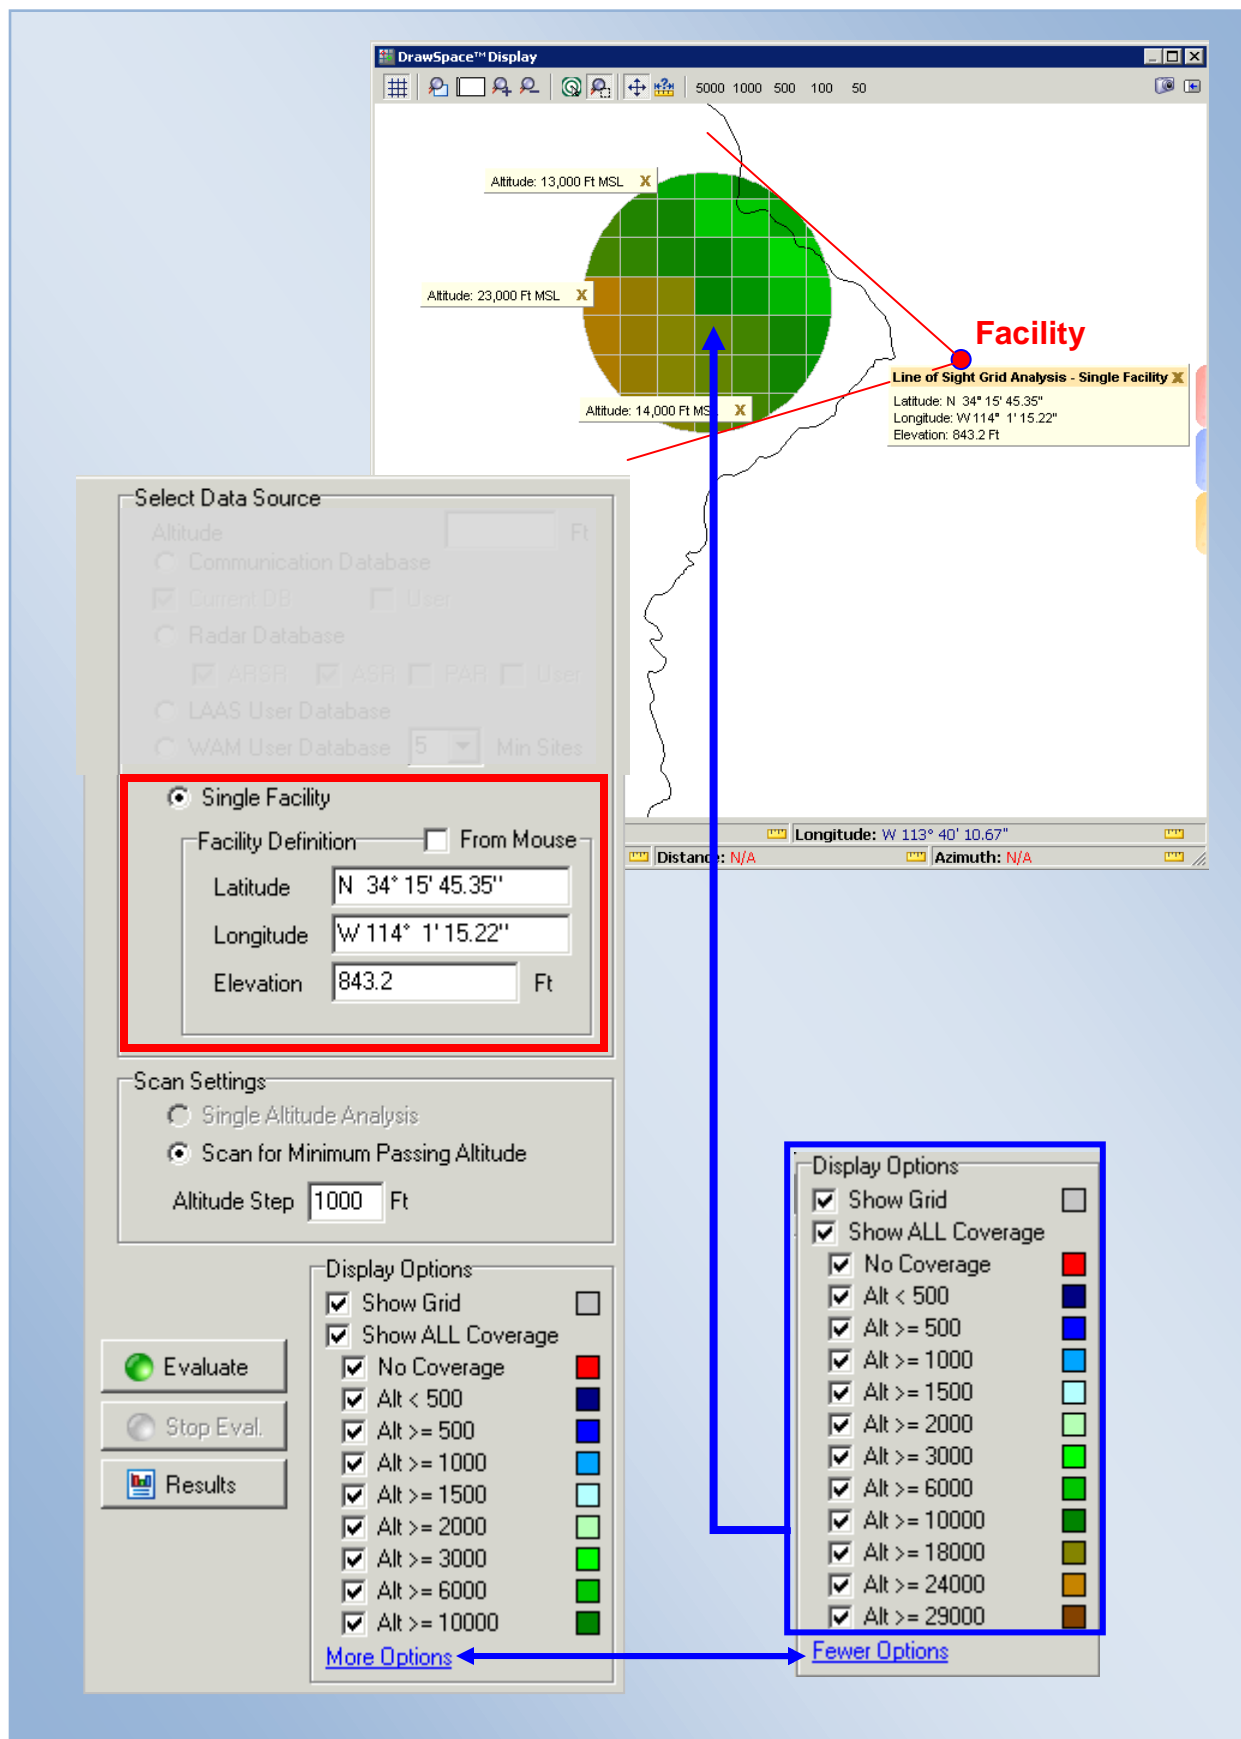 DrawSpace™ Display
5000 1000 500 100 50
Altitude: 13,000 Ft MSL X
Altitude: 23,000 Ft MSL X
Facility
Line of Sight Grid Analysis - Single Facility X
Latitude: N 34° 15' 45.35"
Longitude: W 114° 1' 15.22"
Elevation: 843.2 Ft
Altitude: 14,000 Ft MSL X
Longitude: W 113° 40' 10.67"
Distance: N/A Azimuth: N/A
Select Data Source
Altitude Ft
Communication Database
Current DB User
Radar Database
ARSR ASR PAR User
LAAS User Database
WAM User Database 5 Min Sites
Single Facility
Facility Definition From Mouse
Latitude N 34° 15' 45.35"
Longitude W 114° 1' 15.22"
Elevation 843.2 Ft
Scan Settings
Single Altitude Analysis
Scan for Minimum Passing Altitude
Altitude Step 1000 Ft
Evaluate
Stop Eval.
Results
Display Options
Show Grid
Show ALL Coverage
No Coverage
Alt < 500
Alt >= 500
Alt >= 1000
Alt >= 1500
Alt >= 2000
Alt >= 3000
Alt >= 6000
Alt >= 10000
More Options
Display Options
Show Grid
Show ALL Coverage
No Coverage
Alt < 500
Alt >= 500
Alt >= 1000
Alt >= 1500
Alt >= 2000
Alt >= 3000
Alt >= 6000
Alt >= 10000
Alt >= 18000
Alt >= 24000
Alt >= 29000
Fewer Options